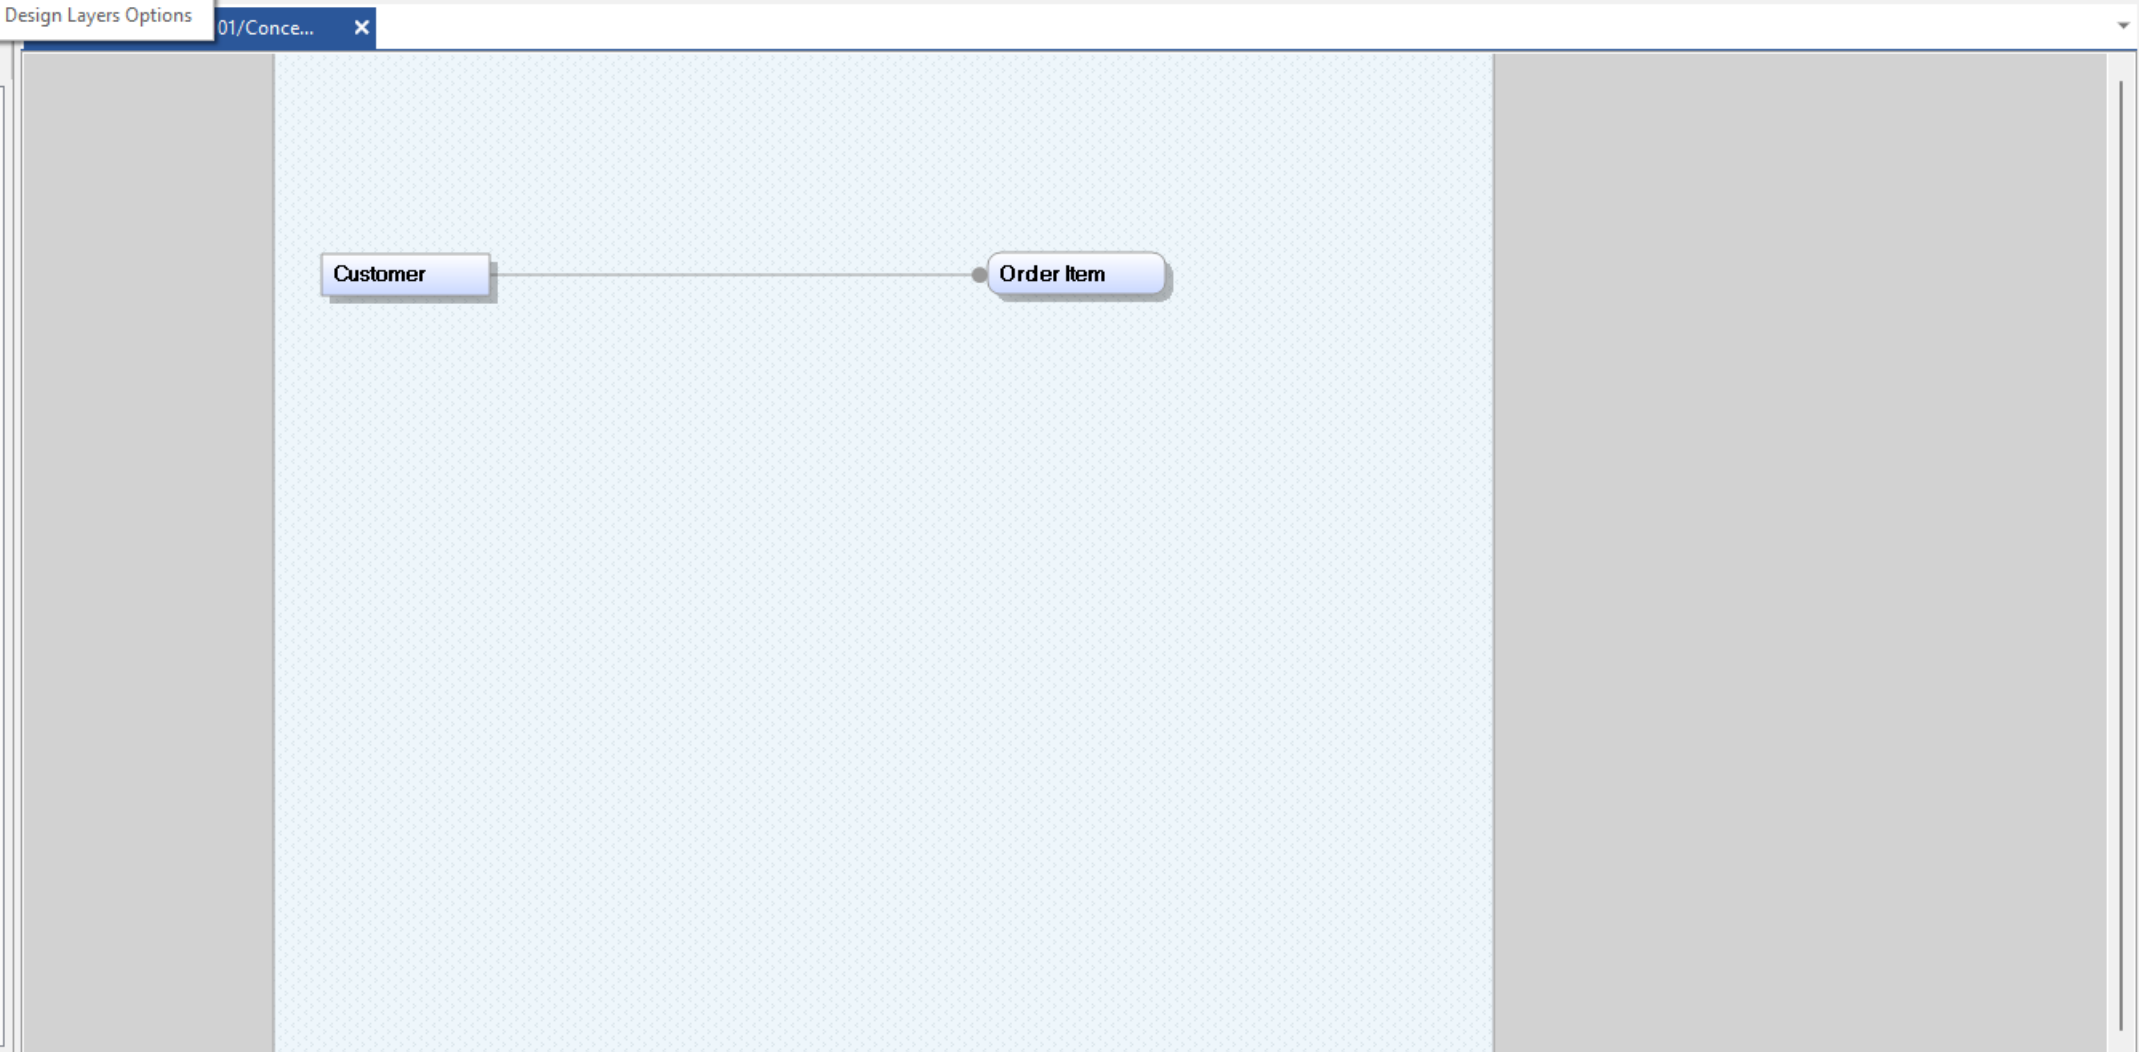 Design Layers Options
01/Conce...
Customer
Order Item